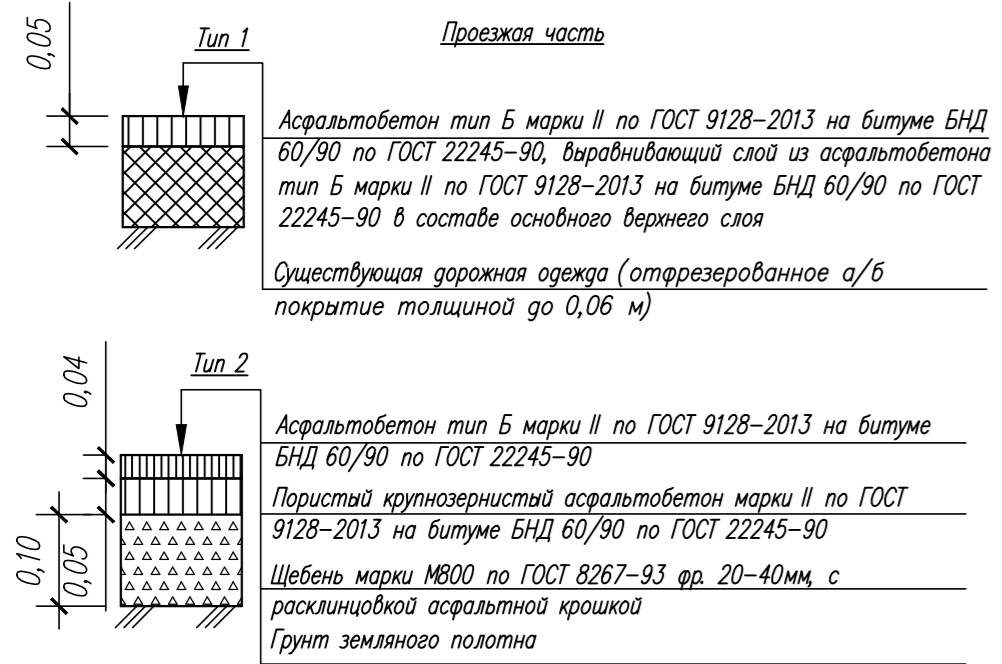 0,05
Тип 1
Проезжая часть
Асфальтобетон тип Б марки II по ГОСТ 9128-2013 на битуме БНД
60/90 по ГОСТ 22245-90, выравнивающий слой из асфальтобетона
тип Б марки II по ГОСТ 9128-2013 на битуме БНД 60/90 по ГОСТ
22245-90 в составе основного верхнего слоя
Существующая дорожная одежда (отфрезерованное а/б
покрытие толщиной до 0,06 м)
0,04
Тип 2
Асфальтобетон тип Б марки II по ГОСТ 9128-2013 на битуме
БНД 60/90 по ГОСТ 22245-90
Пористый крупнозернистый асфальтобетон марки II по ГОСТ
9128-2013 на битуме БНД 60/90 по ГОСТ 22245-90
0,10
0,05
Щебень марки М800 по ГОСТ 8267-93 фр. 20-40мм, с
расклинцовкой асфальтной крошкой
Грунт земляного полотна